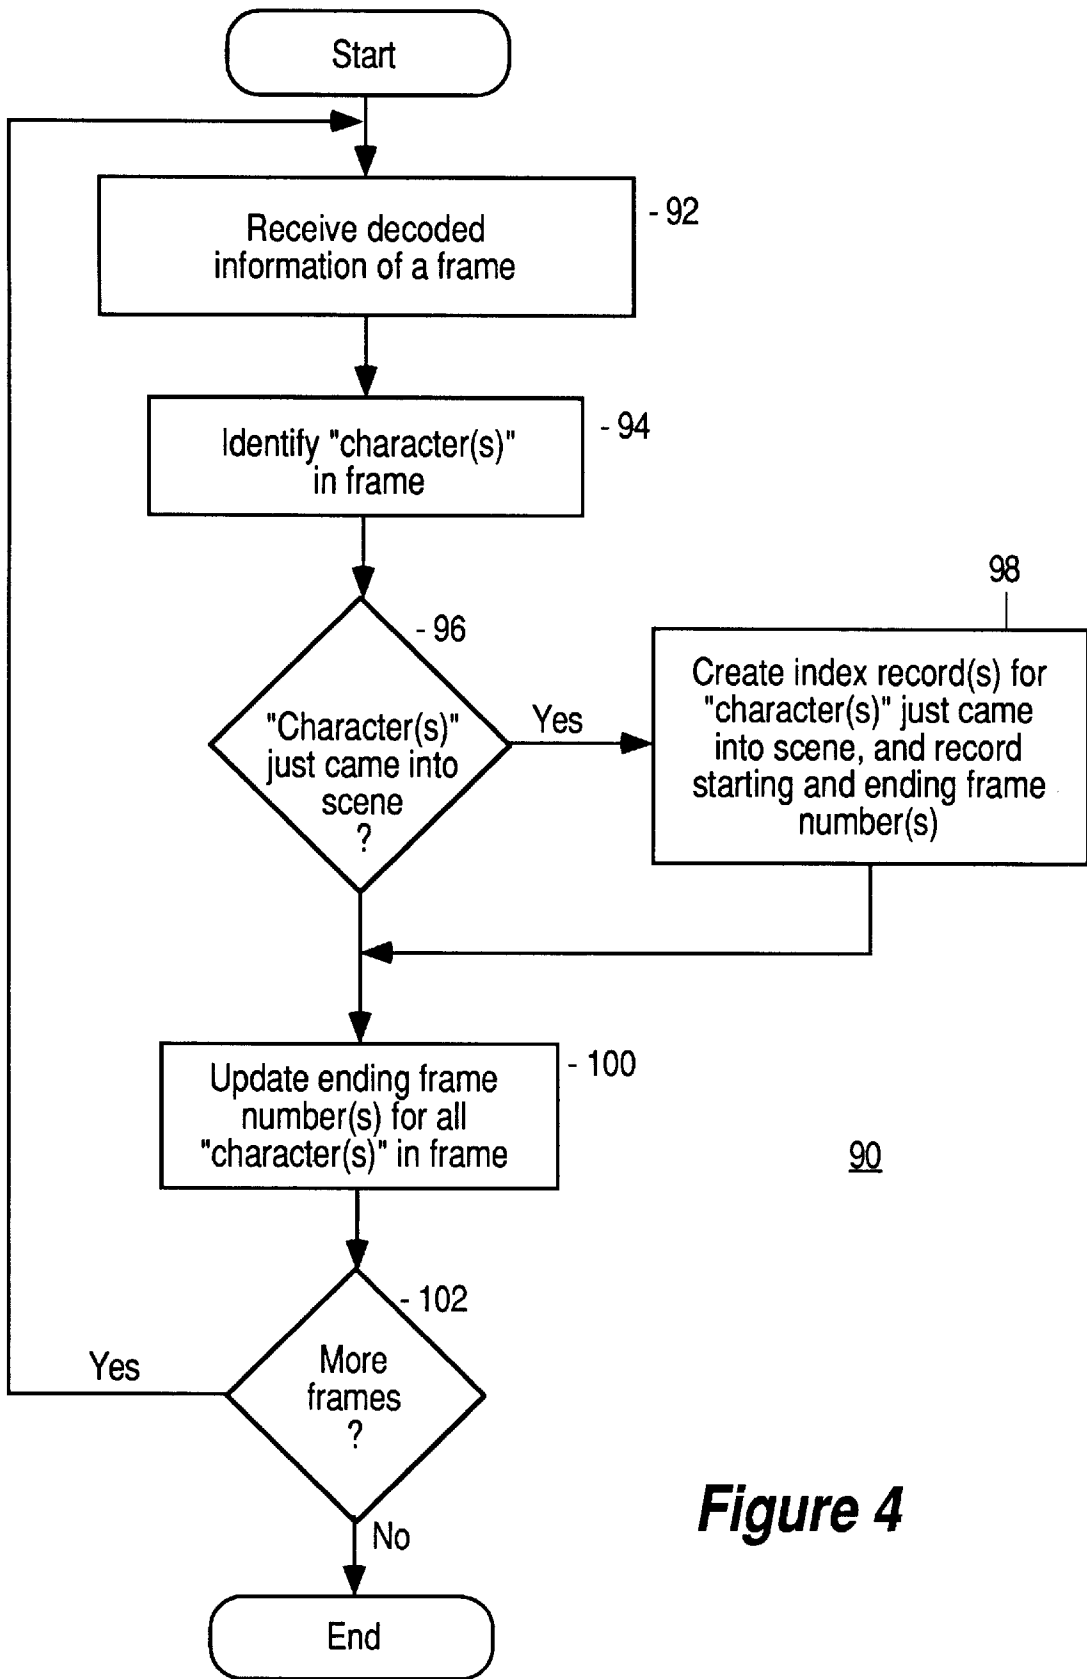 Start
Receive decoded
information of a frame
- 92
Identify "character(s)"
in frame
- 94
- 96
"Character(s)"
just came into
scene
?
Yes
98
Create index record(s) for
"character(s)" just came
into scene, and record
starting and ending frame
number(s)
Update ending frame
number(s) for all
"character(s)" in frame
- 100
90
- 102
More
frames
?
Yes
No
Figure 4
End